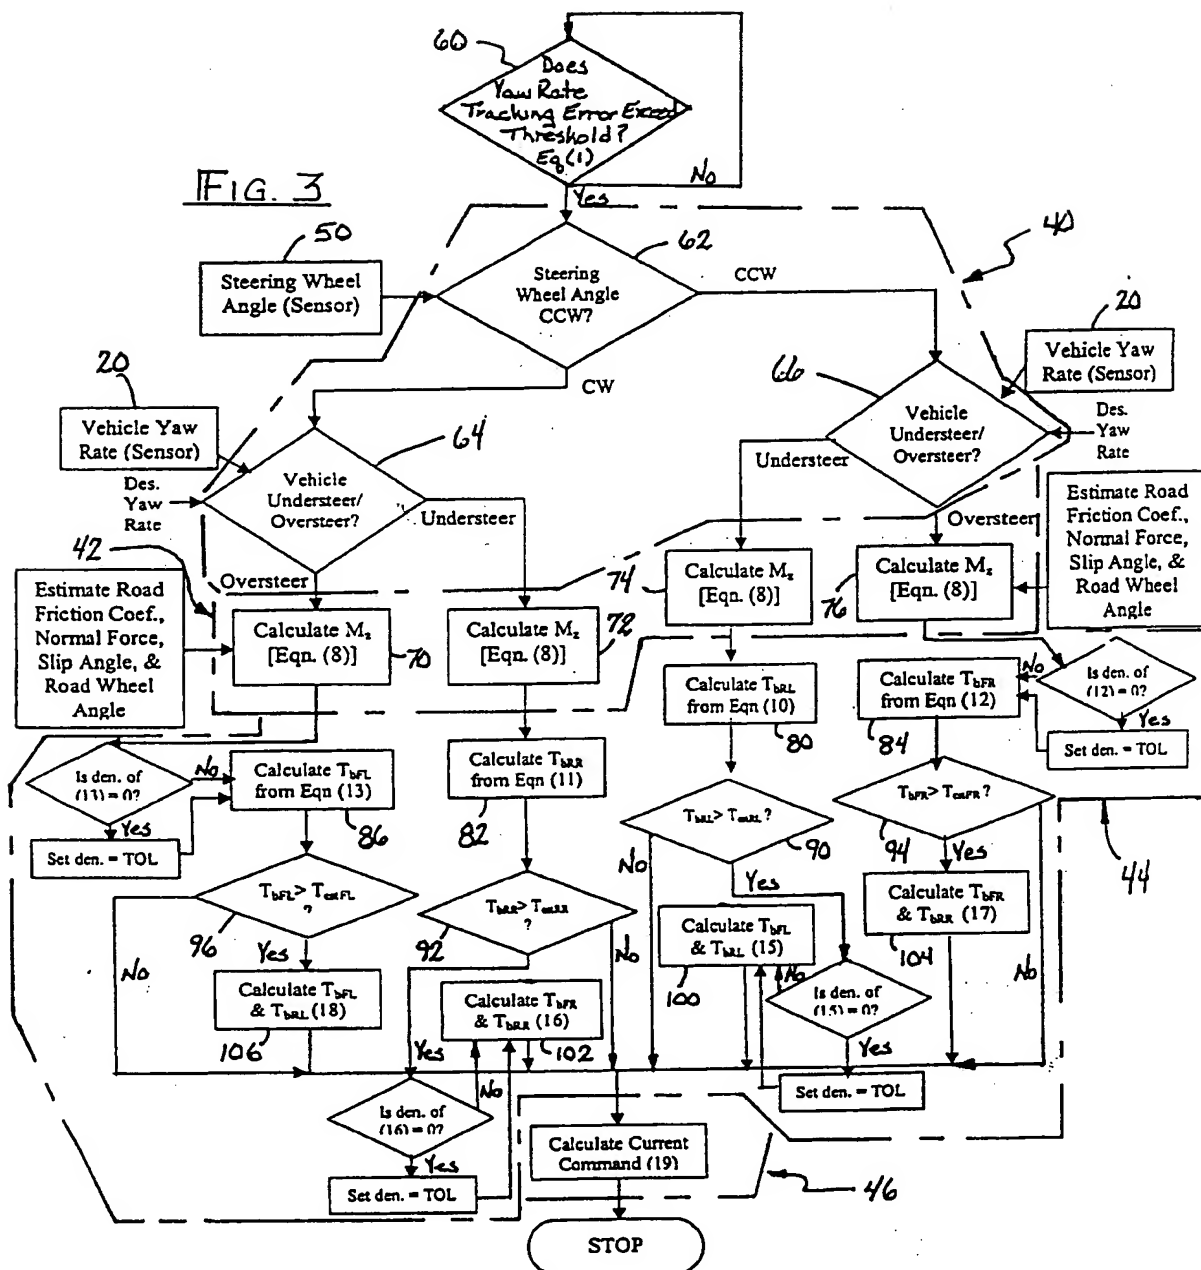 60
Does
Yaw Rate
Tracking Error Exceed
Threshold?
Eq (1)
No
Yes
FIG. 3
50
Steering Wheel
Angle (Sensor)
62
Steering
Wheel Angle
CCW?
CCW
CW
40
20
Vehicle Yaw
Rate (Sensor)
66
Vehicle
Understeer/
Oversteer?
Des.
Yaw
Rate
Understeer
Oversteer
20
Vehicle Yaw
Rate (Sensor)
64
Vehicle
Understeer/
Oversteer?
Des.
Yaw
Rate
Understeer
Oversteer
42
Estimate Road
Friction Coef.,
Normal Force,
Slip Angle, &
Road Wheel
Angle
Calculate Mz
[Eqn. (8)]
70
Calculate Mz
[Eqn. (8)]
72
74
Calculate Mz
[Eqn. (8)]
76
Calculate Mz
[Eqn. (8)]
Estimate Road
Friction Coef.,
Normal Force,
Slip Angle, &
Road Wheel
Angle
Is den. of
(13) = 0?
No
Yes
Set den. = TOL
Calculate TbFL
from Eqn (13)
86
Calculate TbRR
from Eqn (11)
82
Calculate TbRL
from Eqn (10)
80
Calculate TbFR
from Eqn (12)
84
Is den. of
(12) = 0?
No
Yes
Set den. = TOL
TbFL > TexFL
?
96
No
Yes
TbRR > TexRR
?
92
No
Yes
TbRL > TexRL ?
90
No
Yes
TbFR > TexFR ?
94
Yes
No
44
Calculate TbFL
& TbRL (18)
106
Calculate TbFR
& TbRR (16)
102
Calculate TbFL
& TbRL (15)
100
Calculate TbFR
& TbRR (17)
104
Is den. of
(15) = 0?
No
Yes
Set den. = TOL
Is den. of
(16) = 0?
No
Yes
Set den. = TOL
Calculate Current
Command (19)
46
STOP